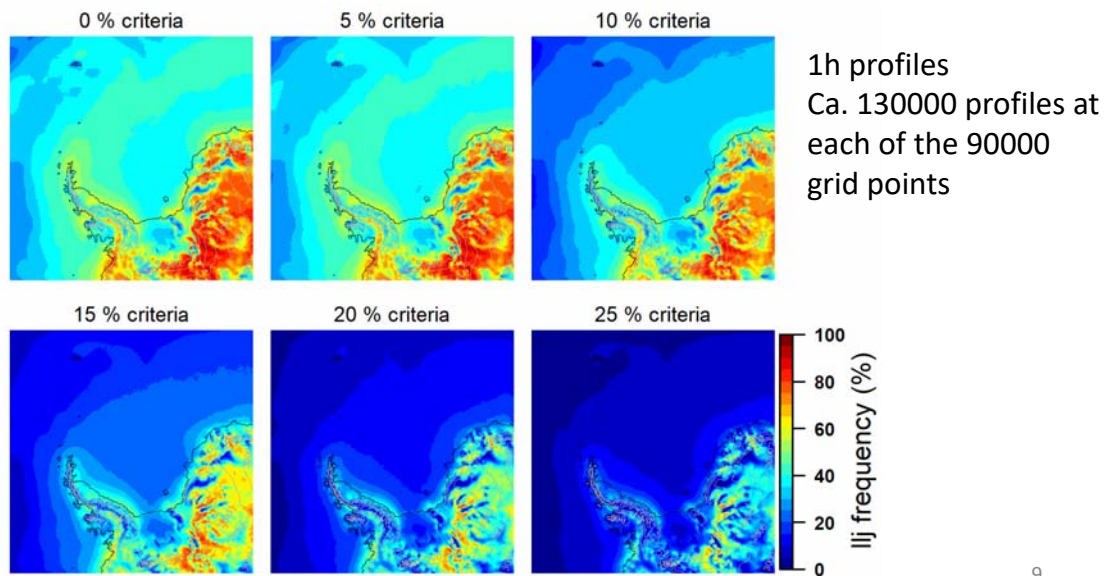 0 % criteria
5 % criteria
10 % criteria
1h profiles
Ca. 130000 profiles at
each of the 90000
grid points
15 % criteria
20 % criteria
25 % criteria
100
80
60
40
20
0
llj frequency (%)
9